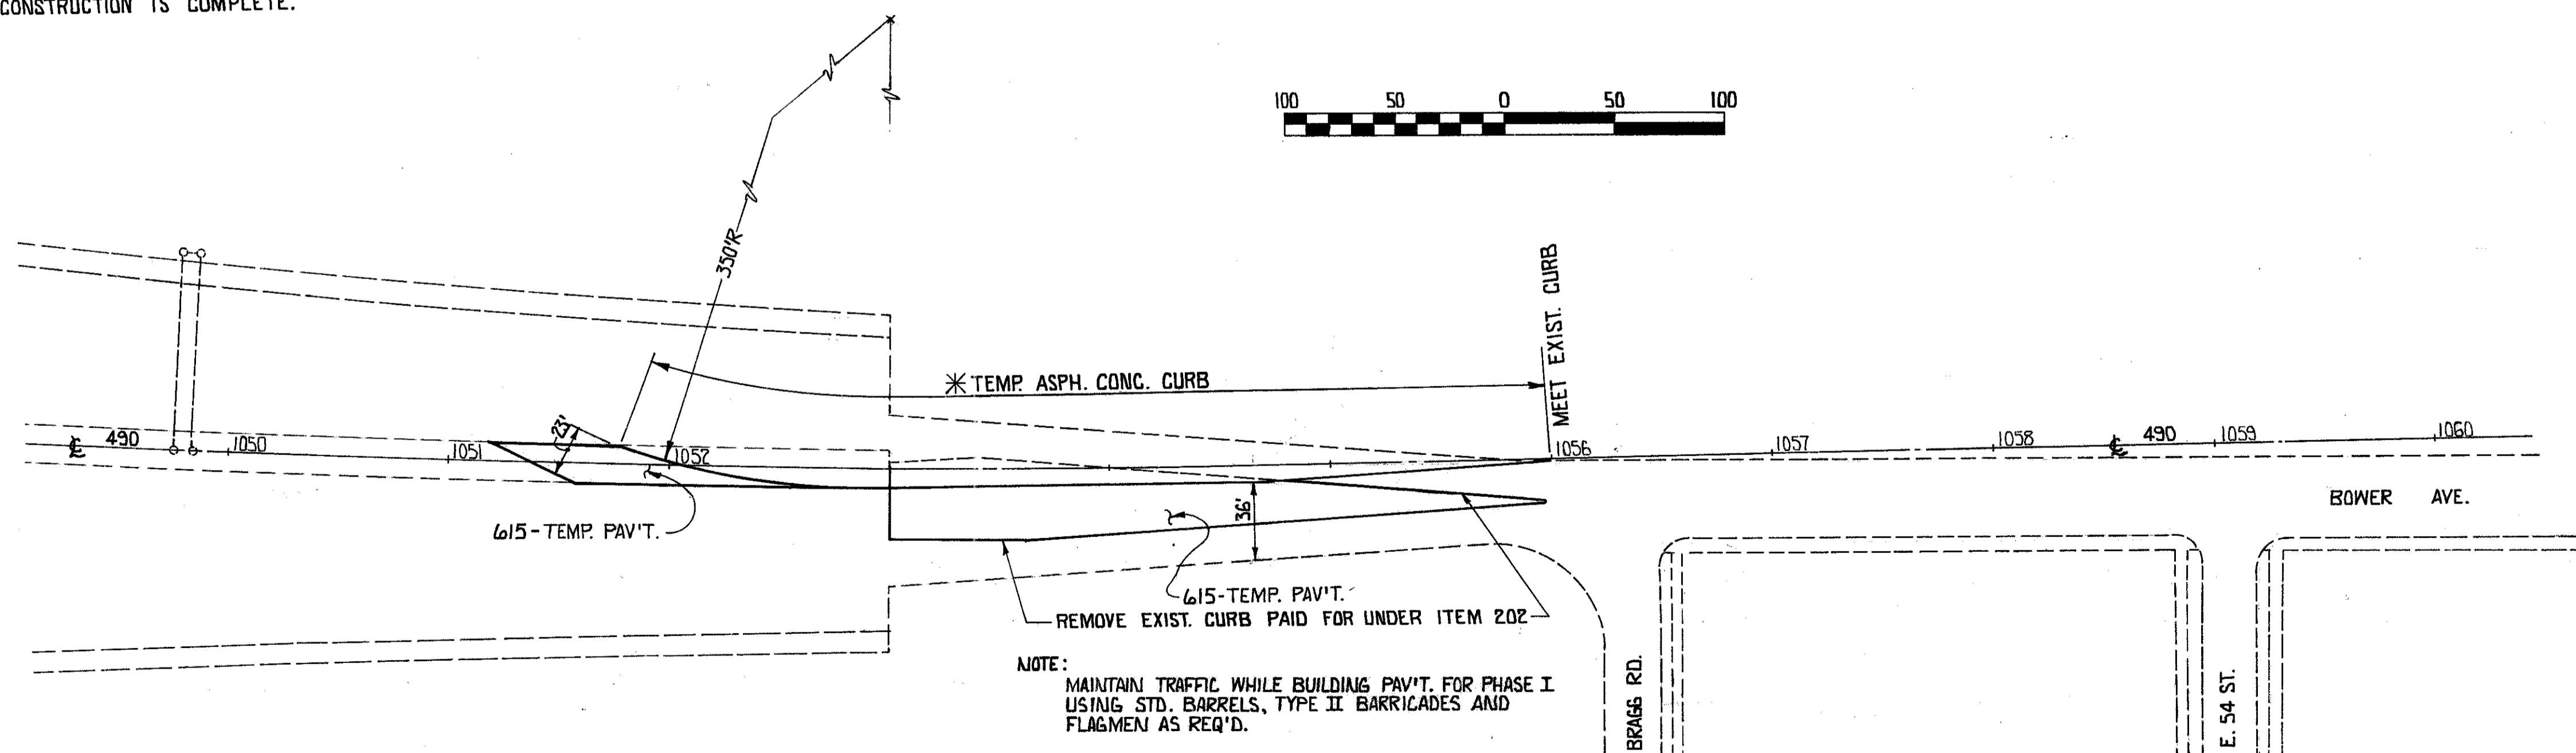 CONSTRUCTION IS COMPLETE.
100 50 0 50 100
350'R
MEET EXIST. CURB
✳ TEMP. ASPH. CONC. CURB
23'
℄ 490 1050 1051 1052 1056 1057 1058 ℄ 490 1059 1060
BOWER AVE.
36'
615-TEMP. PAV'T.
615-TEMP. PAV'T.
REMOVE EXIST. CURB PAID FOR UNDER ITEM 202
NOTE:
MAINTAIN TRAFFIC WHILE BUILDING PAV'T. FOR PHASE I
USING STD. BARRELS, TYPE II BARRICADES AND
FLAGMEN AS REQ'D.
BRAGG RD.
E. 54 ST.